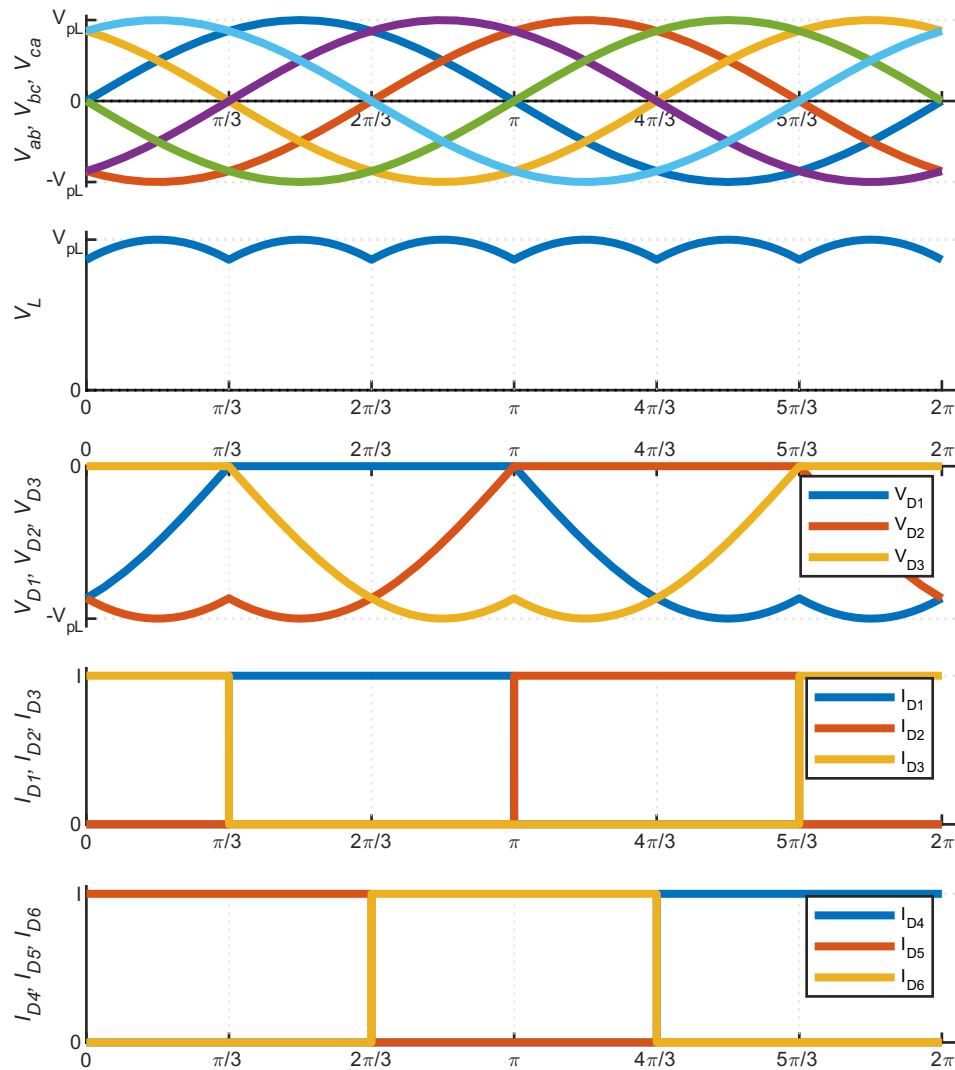 V_pL
0
-V_pL
V_ab, V_bc, V_ca
π/3 2π/3 π 4π/3 5π/3
V_pL
0
V_L
0 π/3 2π/3 π 4π/3 5π/3 2π
0 π/3 2π/3 π 4π/3 5π/3 2π
0
-V_pL
V_D1, V_D2, V_D3
V_D1
V_D2
V_D3
I
0
I_D1, I_D2, I_D3
I_D1
I_D2
I_D3
0 π/3 2π/3 π 4π/3 5π/3 2π
I
0
I_D4, I_D5, I_D6
I_D4
I_D5
I_D6
0 π/3 2π/3 π 4π/3 5π/3 2π